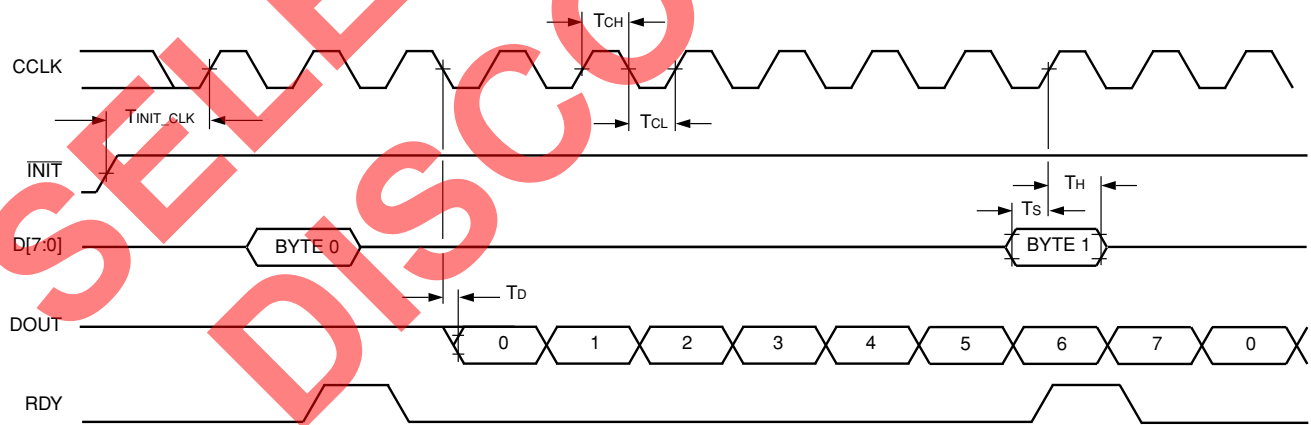 TCH
CCLK
TINIT_CLK
TCL
INIT
TH
TS
D[7:0]
BYTE 0
BYTE 1
TD
DOUT
0 1 2 3 4 5 6 7 0
RDY
SELE
DISCO